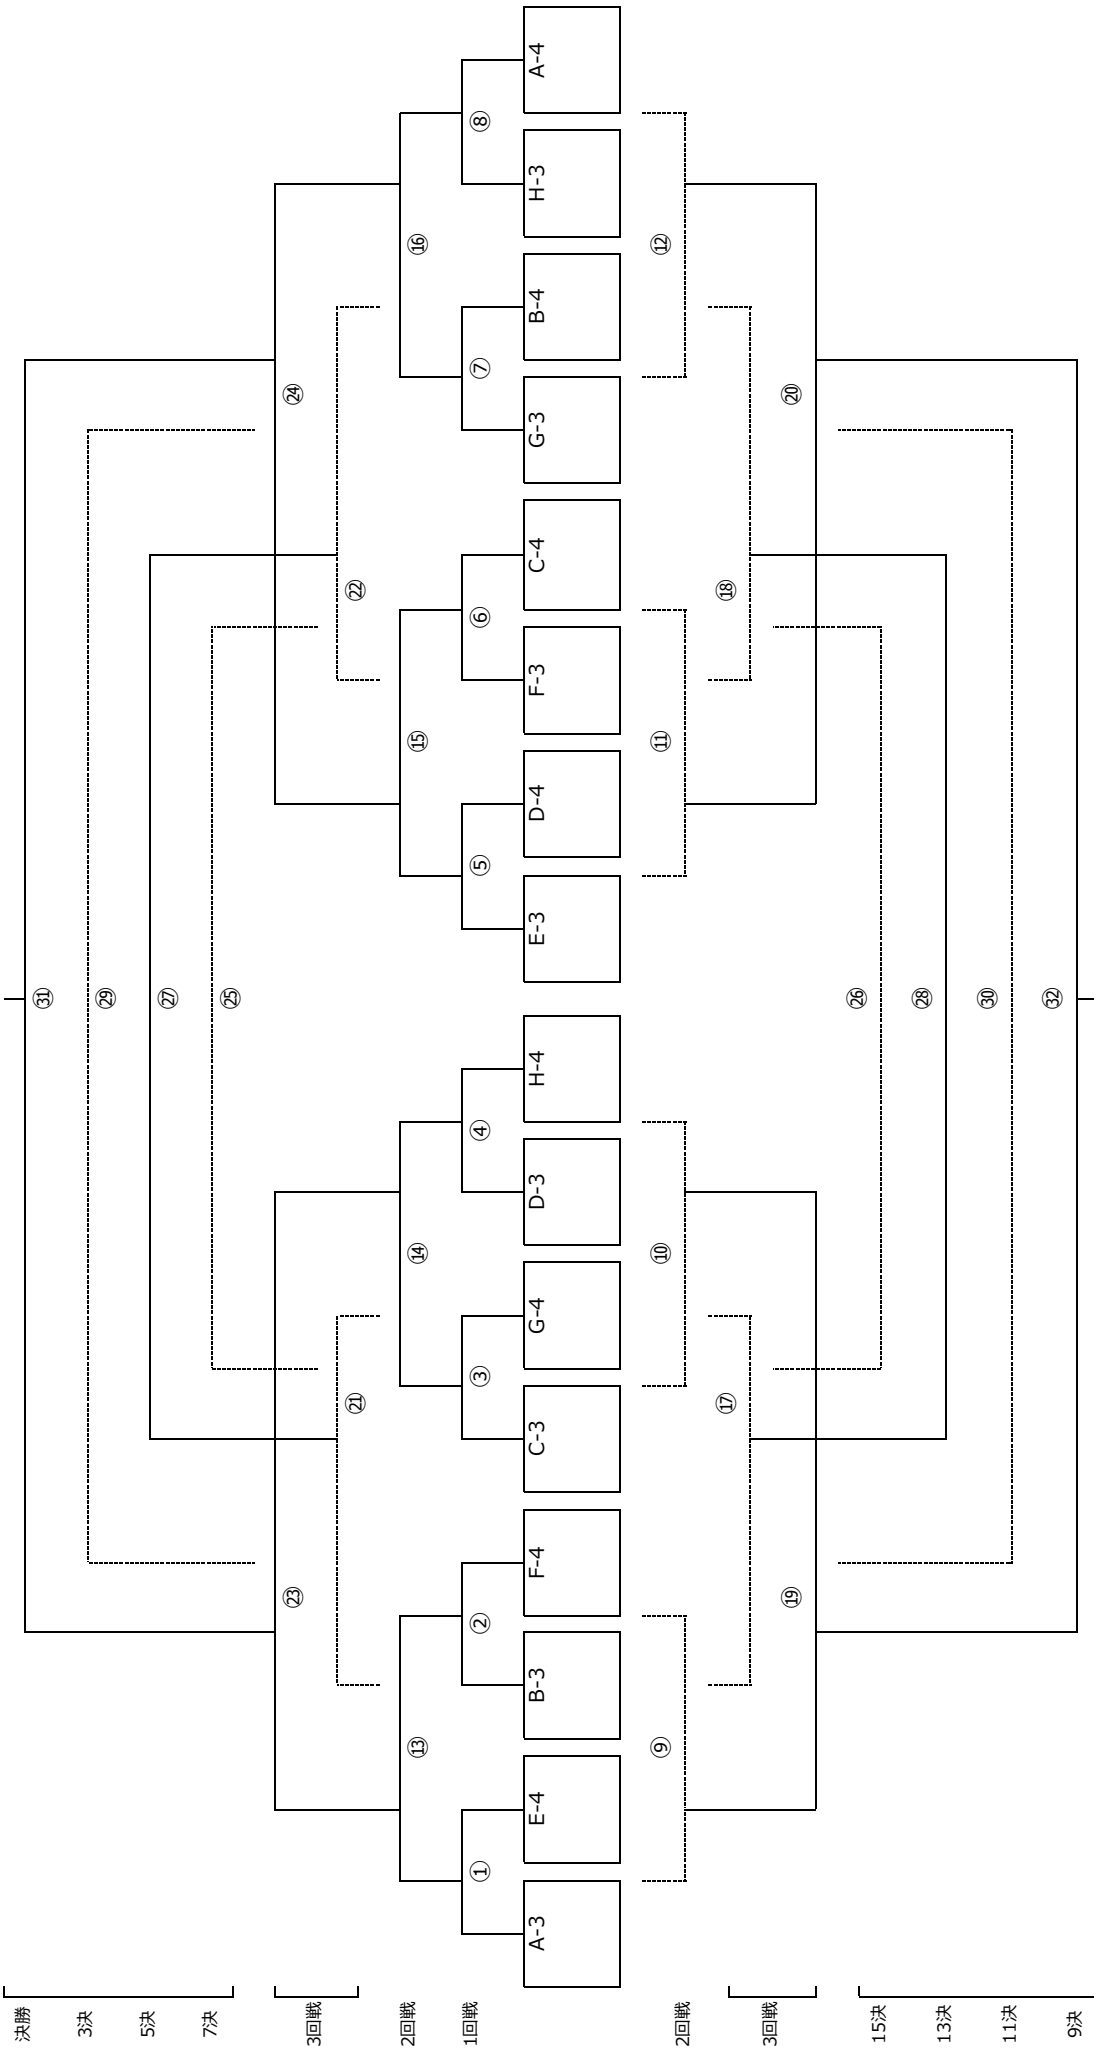 決勝 ㉛
3決 ㉙
5決 ㉗
7決 ㉕
㉓ ㉔
3回戦
㉑ ㉒
2回戦 ⑬ ⑭ ⑮ ⑯
1回戦 ① ② ③ ④ ⑤ ⑥ ⑦ ⑧
A-3 E-4 B-3 F-4 C-3 G-4 D-3 H-4 E-3 D-4 F-3 C-4 G-3 B-4 H-3 A-4
2回戦 ⑨ ⑩ ⑪ ⑫
⑰ ⑱
3回戦
⑲ ⑳
15決 ㉖
13決 ㉘
11決 ㉚
9決 ㉜